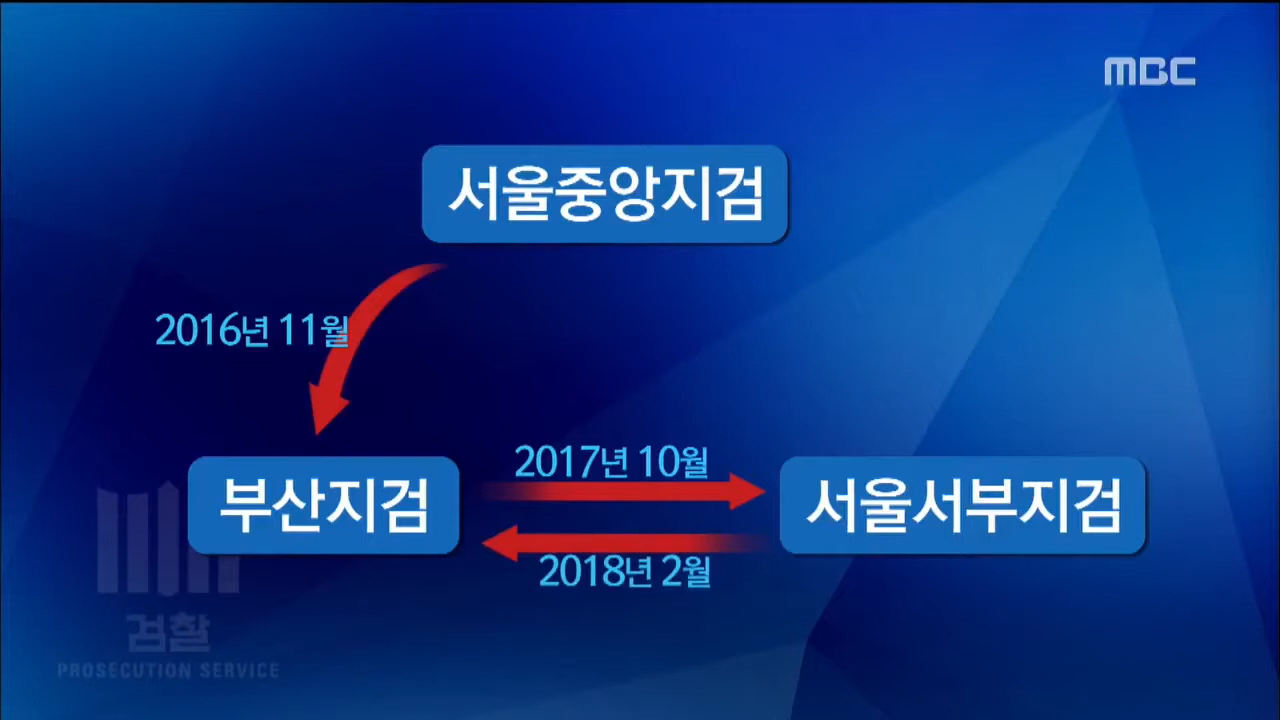 MBC
서울중앙지검
2016년 11월
2017년 10월
부산지검
서울서부지검
2018년 2월
검찰
PROSECUTION SERVICE